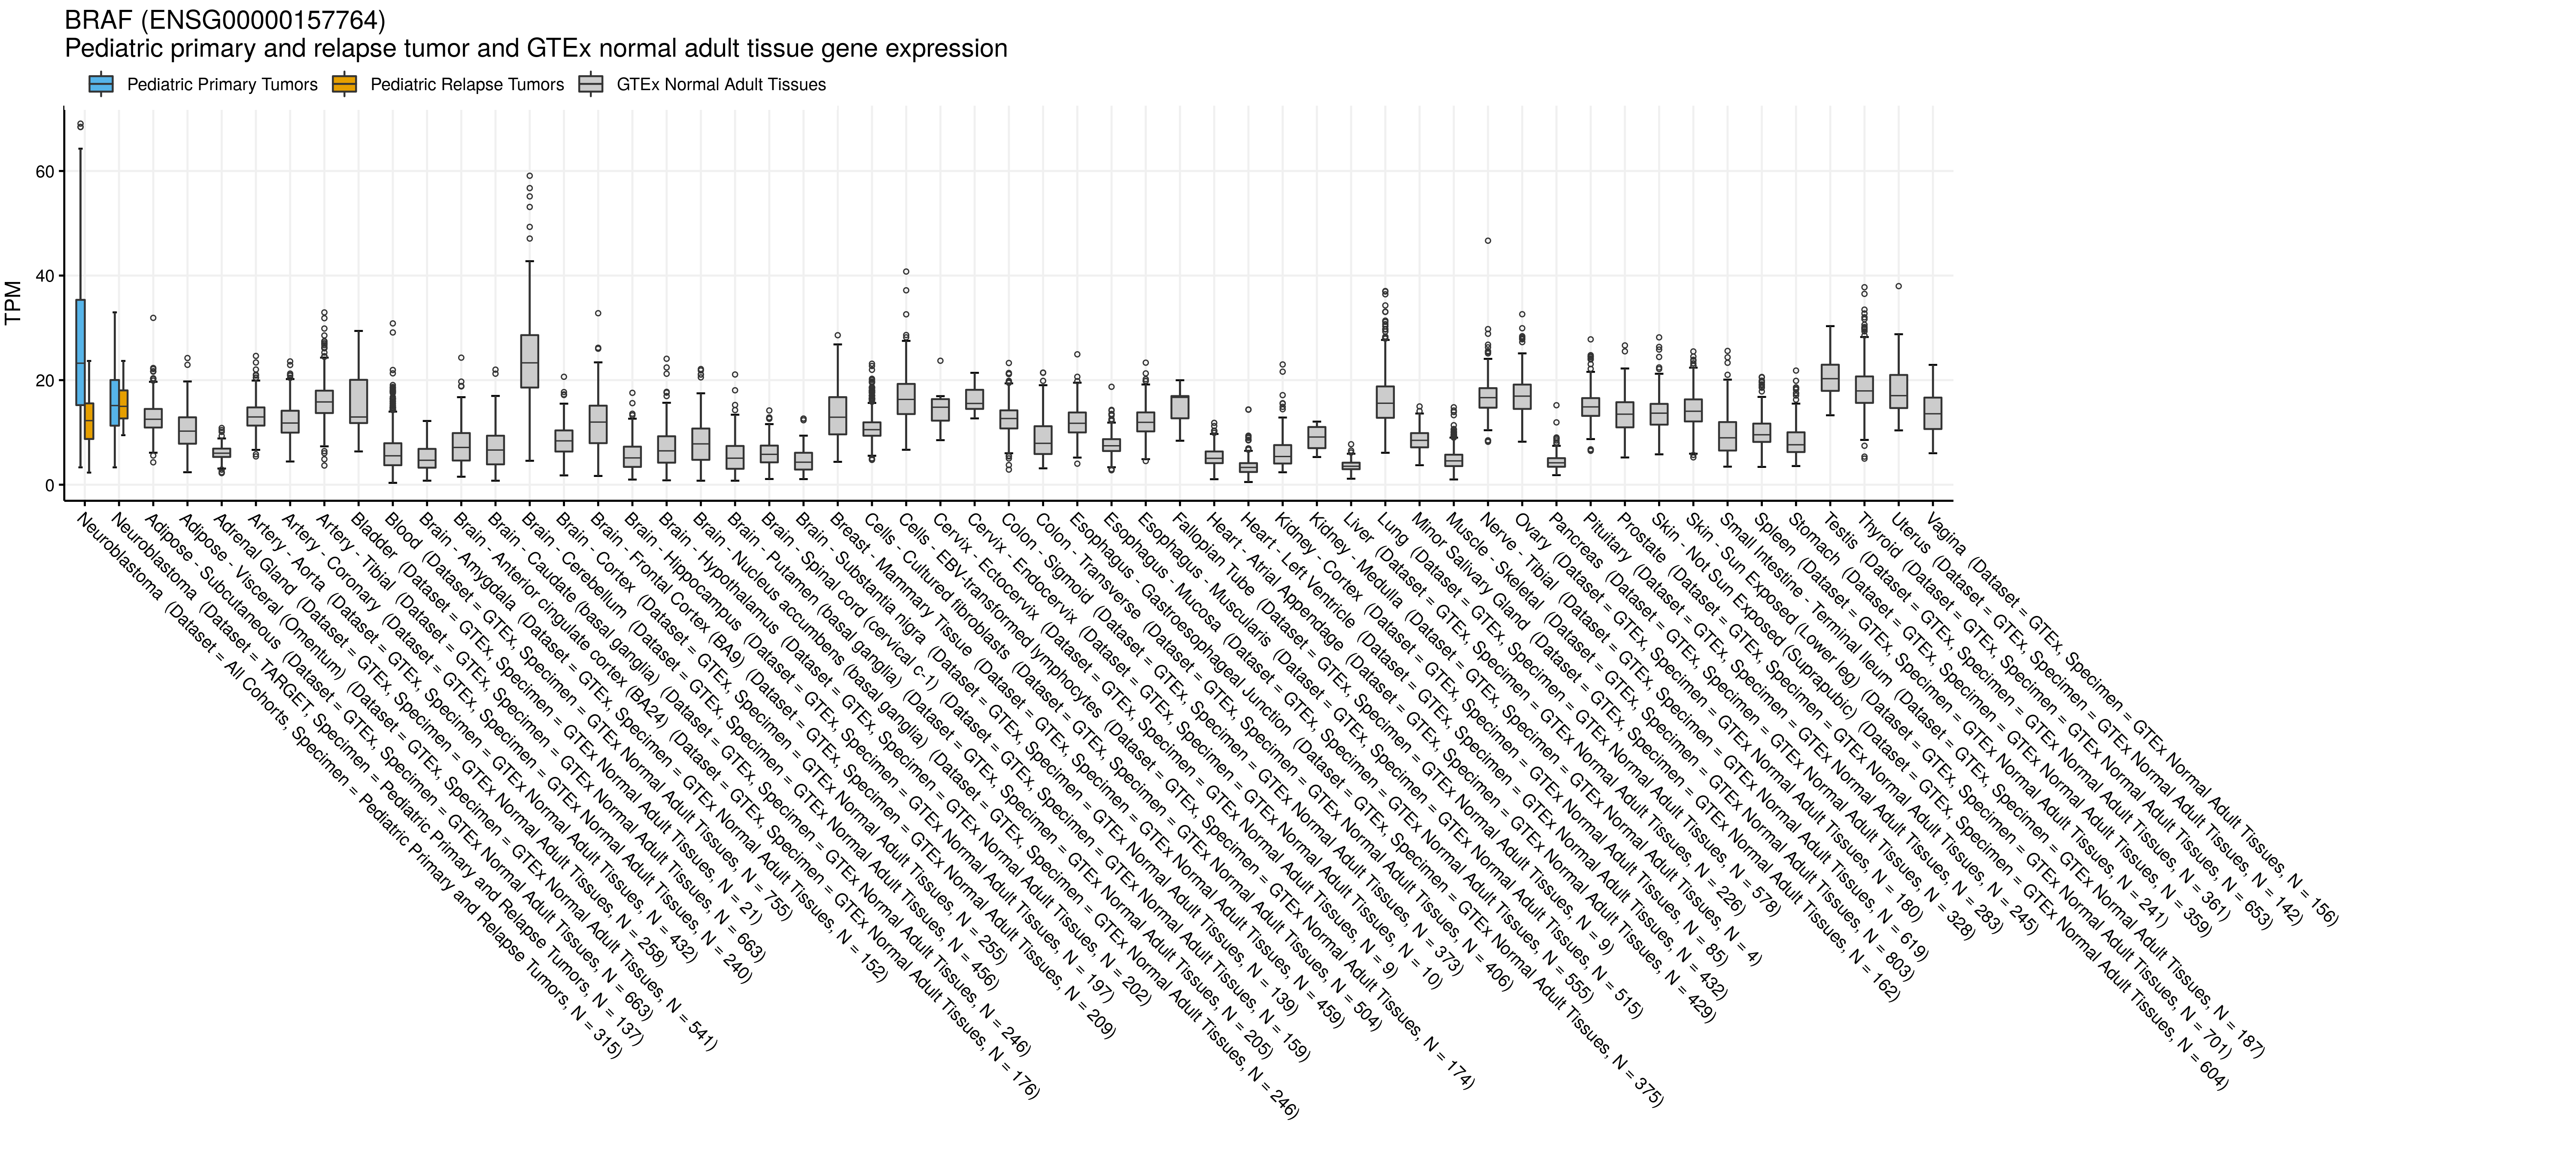 BRAF (ENSG00000157764)
Pediatric primary and relapse tumor and GTEx normal adult tissue gene expression
Pediatric Primary Tumors
Pediatric Relapse Tumors
GTEx Normal Adult Tissues
TPM
60
40
20
0
Neuroblastoma (Dataset = All Cohorts, Specimen = Pediatric Primary and Relapse Tumors, N = 315)
Neuroblastoma (Dataset = TARGET, Specimen = Pediatric Primary and Relapse Tumors, N = 137)
Adipose - Subcutaneous (Dataset = GTEx, Specimen = GTEx Normal Adult Tissues, N = 663)
Adipose - Visceral (Omentum) (Dataset = GTEx, Specimen = GTEx Normal Adult Tissues, N = 541)
Adrenal Gland (Dataset = GTEx, Specimen = GTEx Normal Adult Tissues, N = 258)
Artery - Aorta (Dataset = GTEx, Specimen = GTEx Normal Adult Tissues, N = 432)
Artery - Coronary (Dataset = GTEx, Specimen = GTEx Normal Adult Tissues, N = 240)
Artery - Tibial (Dataset = GTEx, Specimen = GTEx Normal Adult Tissues, N = 663)
Bladder (Dataset = GTEx, Specimen = GTEx Normal Adult Tissues, N = 21)
Blood (Dataset = GTEx, Specimen = GTEx Normal Adult Tissues, N = 755)
Brain - Amygdala (Dataset = GTEx, Specimen = GTEx Normal Adult Tissues, N = 152)
Brain - Anterior cingulate cortex (BA24) (Dataset = GTEx, Specimen = GTEx Normal Adult Tissues, N = 176)
Brain - Caudate (basal ganglia) (Dataset = GTEx, Specimen = GTEx Normal Adult Tissues, N = 246)
Brain - Cerebellum (Dataset = GTEx, Specimen = GTEx Normal Adult Tissues, N = 456)
Brain - Cortex (Dataset = GTEx, Specimen = GTEx Normal Adult Tissues, N = 255)
Brain - Frontal Cortex (BA9) (Dataset = GTEx, Specimen = GTEx Normal Adult Tissues, N = 209)
Brain - Hippocampus (Dataset = GTEx, Specimen = GTEx Normal Adult Tissues, N = 197)
Brain - Hypothalamus (Dataset = GTEx, Specimen = GTEx Normal Adult Tissues, N = 202)
Brain - Nucleus accumbens (basal ganglia) (Dataset = GTEx, Specimen = GTEx Normal Adult Tissues, N = 246)
Brain - Putamen (basal ganglia) (Dataset = GTEx, Specimen = GTEx Normal Adult Tissues, N = 205)
Brain - Spinal cord (cervical c-1) (Dataset = GTEx, Specimen = GTEx Normal Adult Tissues, N = 159)
Brain - Substantia nigra (Dataset = GTEx, Specimen = GTEx Normal Adult Tissues, N = 139)
Breast - Mammary Tissue (Dataset = GTEx, Specimen = GTEx Normal Adult Tissues, N = 459)
Cells - Cultured fibroblasts (Dataset = GTEx, Specimen = GTEx Normal Adult Tissues, N = 504)
Cells - EBV-transformed lymphocytes (Dataset = GTEx, Specimen = GTEx Normal Adult Tissues, N = 174)
Cervix - Ectocervix (Dataset = GTEx, Specimen = GTEx Normal Adult Tissues, N = 9)
Cervix - Endocervix (Dataset = GTEx, Specimen = GTEx Normal Adult Tissues, N = 10)
Colon - Sigmoid (Dataset = GTEx, Specimen = GTEx Normal Adult Tissues, N = 373)
Colon - Transverse (Dataset = GTEx, Specimen = GTEx Normal Adult Tissues, N = 406)
Esophagus - Gastroesophageal Junction (Dataset = GTEx, Specimen = GTEx Normal Adult Tissues, N = 375)
Esophagus - Mucosa (Dataset = GTEx, Specimen = GTEx Normal Adult Tissues, N = 555)
Esophagus - Muscularis (Dataset = GTEx, Specimen = GTEx Normal Adult Tissues, N = 515)
Fallopian Tube (Dataset = GTEx, Specimen = GTEx Normal Adult Tissues, N = 9)
Heart - Atrial Appendage (Dataset = GTEx, Specimen = GTEx Normal Adult Tissues, N = 429)
Heart - Left Ventricle (Dataset = GTEx, Specimen = GTEx Normal Adult Tissues, N = 432)
Kidney - Cortex (Dataset = GTEx, Specimen = GTEx Normal Adult Tissues, N = 85)
Kidney - Medulla (Dataset = GTEx, Specimen = GTEx Normal Adult Tissues, N = 4)
Liver (Dataset = GTEx, Specimen = GTEx Normal Adult Tissues, N = 226)
Lung (Dataset = GTEx, Specimen = GTEx Normal Adult Tissues, N = 578)
Minor Salivary Gland (Dataset = GTEx, Specimen = GTEx Normal Adult Tissues, N = 162)
Muscle - Skeletal (Dataset = GTEx, Specimen = GTEx Normal Adult Tissues, N = 803)
Nerve - Tibial (Dataset = GTEx, Specimen = GTEx Normal Adult Tissues, N = 619)
Ovary (Dataset = GTEx, Specimen = GTEx Normal Adult Tissues, N = 180)
Pancreas (Dataset = GTEx, Specimen = GTEx Normal Adult Tissues, N = 328)
Pituitary (Dataset = GTEx, Specimen = GTEx Normal Adult Tissues, N = 283)
Prostate (Dataset = GTEx, Specimen = GTEx Normal Adult Tissues, N = 245)
Skin - Not Sun Exposed (Suprapubic) (Dataset = GTEx, Specimen = GTEx Normal Adult Tissues, N = 604)
Skin - Sun Exposed (Lower leg) (Dataset = GTEx, Specimen = GTEx Normal Adult Tissues, N = 701)
Small Intestine - Terminal Ileum (Dataset = GTEx, Specimen = GTEx Normal Adult Tissues, N = 187)
Spleen (Dataset = GTEx, Specimen = GTEx Normal Adult Tissues, N = 241)
Stomach (Dataset = GTEx, Specimen = GTEx Normal Adult Tissues, N = 359)
Testis (Dataset = GTEx, Specimen = GTEx Normal Adult Tissues, N = 361)
Thyroid (Dataset = GTEx, Specimen = GTEx Normal Adult Tissues, N = 653)
Uterus (Dataset = GTEx, Specimen = GTEx Normal Adult Tissues, N = 142)
Vagina (Dataset = GTEx, Specimen = GTEx Normal Adult Tissues, N = 156)